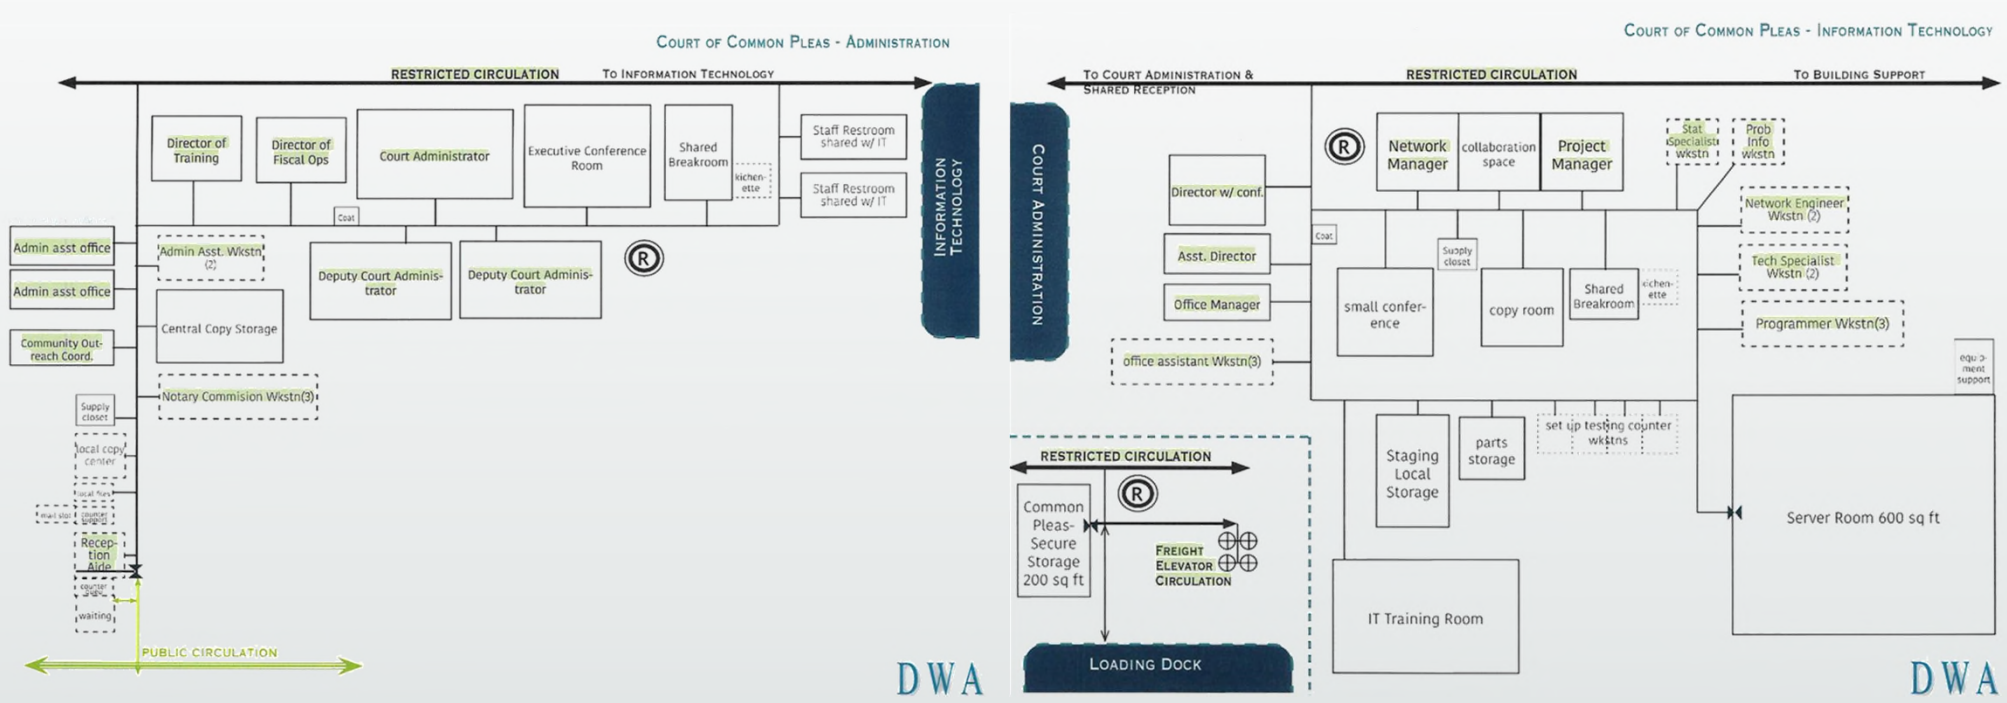 COURT OF COMMON PLEAS - ADMINISTRATION
RESTRICTED CIRCULATION
TO INFORMATION TECHNOLOGY
Director of
Training
Director of
Fiscal Ops
Court Administrator
Executive Conference
Room
Shared
Breakroom
kichen-
ette
Staff Restroom
shared w/ IT
Staff Restroom
shared w/ IT
INFORMATION
TECHNOLOGY
Coat
Admin asst office
Admin asst office
Community Out-
reach Coord.
Admin Asst. Wkstn
(2)
Central Copy Storage
Deputy Court Adminis-
trator
Deputy Court Adminis-
trator
R
Notary Commision Wkstn(3)
Supply
closet
local copy
center
local files
mail slot
counter
support
Recep-
tion
Aide
counter
waiting
PUBLIC CIRCULATION
DWA
COURT OF COMMON PLEAS - INFORMATION TECHNOLOGY
TO COURT ADMINISTRATION &
SHARED RECEPTION
RESTRICTED CIRCULATION
TO BUILDING SUPPORT
COURT ADMINISTRATION
R
Network
Manager
collaboration
space
Project
Manager
Stat
Specialist
wkstn
Prob
Info
wkstn
Director w/ conf.
Asst. Director
Office Manager
office assistant Wkstn(3)
Coat
Supply
closet
small confer-
ence
copy room
Shared
Breakroom
kichen-
ette
Network Engineer
Wkstn (2)
Tech Specialist
Wkstn (2)
Programmer Wkstn(3)
equip-
ment
support
Server Room 600 sq ft
Staging
Local
Storage
parts
storage
set up testing counter
wkstns
IT Training Room
RESTRICTED CIRCULATION
R
Common
Pleas-
Secure
Storage
200 sq ft
FREIGHT
ELEVATOR
CIRCULATION
LOADING DOCK
DWA